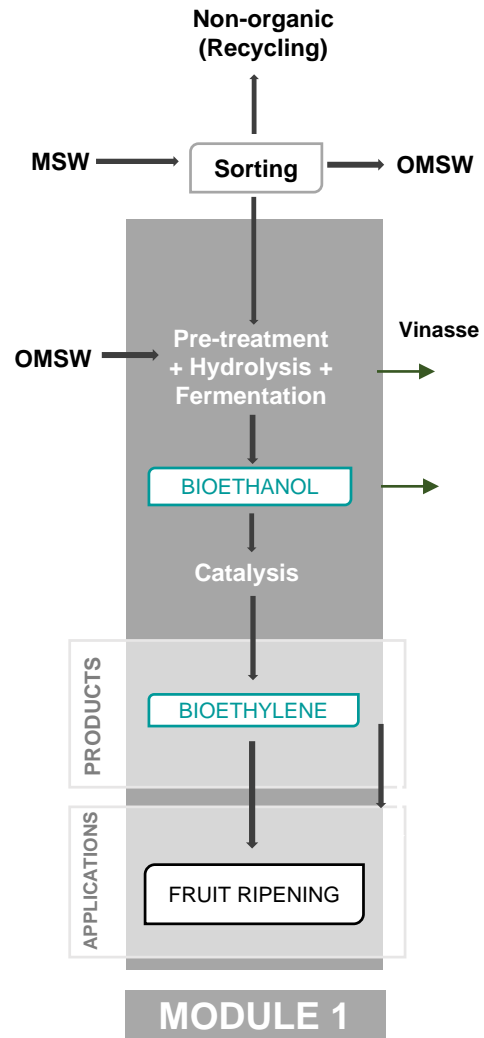 Non-organic
(Recycling)
MSW
Sorting
OMSW
Pre-treatment
+ Hydrolysis +
Fermentation
Vinasse
OMSW
BIOETHANOL
Catalysis
PRODUCTS
BIOETHYLENE
APPLICATIONS
FRUIT RIPENING
MODULE 1